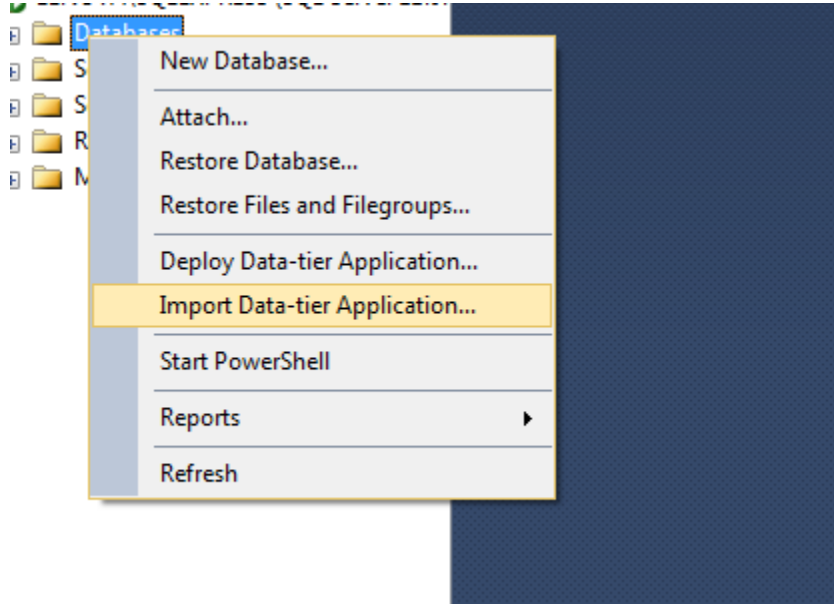 Databases
New Database...
S
Attach...
S
R
Restore Database...
M
Restore Files and Filegroups...
Deploy Data-tier Application...
Import Data-tier Application...
Start PowerShell
Reports
Refresh